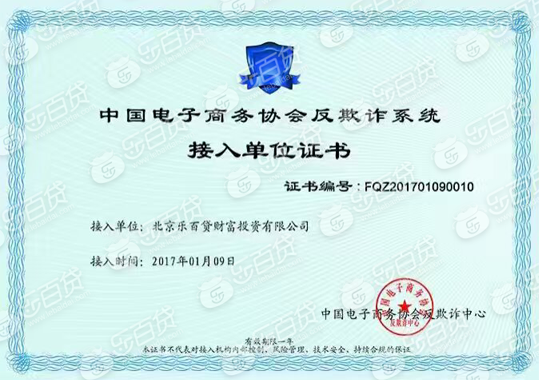 中国电子商务协会反欺诈系统
接入单位证书
证书编号：FQZ201701090010
接入单位：北京乐百贷财富投资有限公司
接入时间：2017年01月09日
中国电子商务协会反欺诈中心
有效期限一年
本证书不代表对接入机构内部控制、风险管理、技术安全、持续合规的保证
中国电子商务协会
反欺诈中心
乐百贷